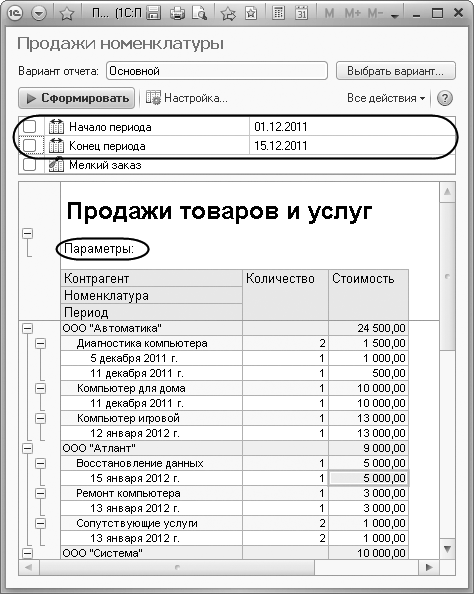 П... (1С:П
M M+ M-
Продажи номенклатуры
Вариант отчета: Основной Выбрать вариант...
Сформировать Настройка... Все действия ?
Начало периода 01.12.2011
Конец периода 15.12.2011
Мелкий заказ
Продажи товаров и услуг
Параметры:
Контрагент Количество Стоимость
Номенклатура
Период
ООО "Автоматика" 24 500,00
Диагностика компьютера 2 1 500,00
5 декабря 2011 г. 1 1 000,00
11 декабря 2011 г. 1 500,00
Компьютер для дома 1 10 000,00
11 декабря 2011 г. 1 10 000,00
Компьютер игровой 1 13 000,00
12 января 2012 г. 1 13 000,00
ООО "Атлант" 9 000,00
Восстановление данных 1 5 000,00
15 января 2012 г. 1 5 000,00
Ремонт компьютера 1 3 000,00
13 января 2012 г. 1 3 000,00
Сопутствующие услуги 2 1 000,00
13 января 2012 г. 2 1 000,00
ООО "Система" 10 000,00